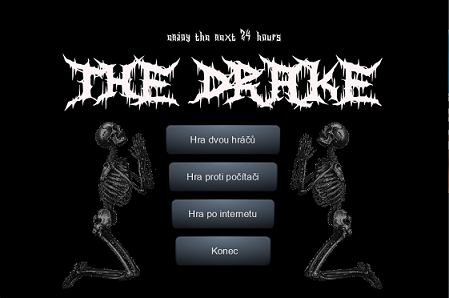 enjoy the next 24 hours
THE DRAKE
Hra dvou hráčů
Hra proti počítači
Hra po internetu
Konec